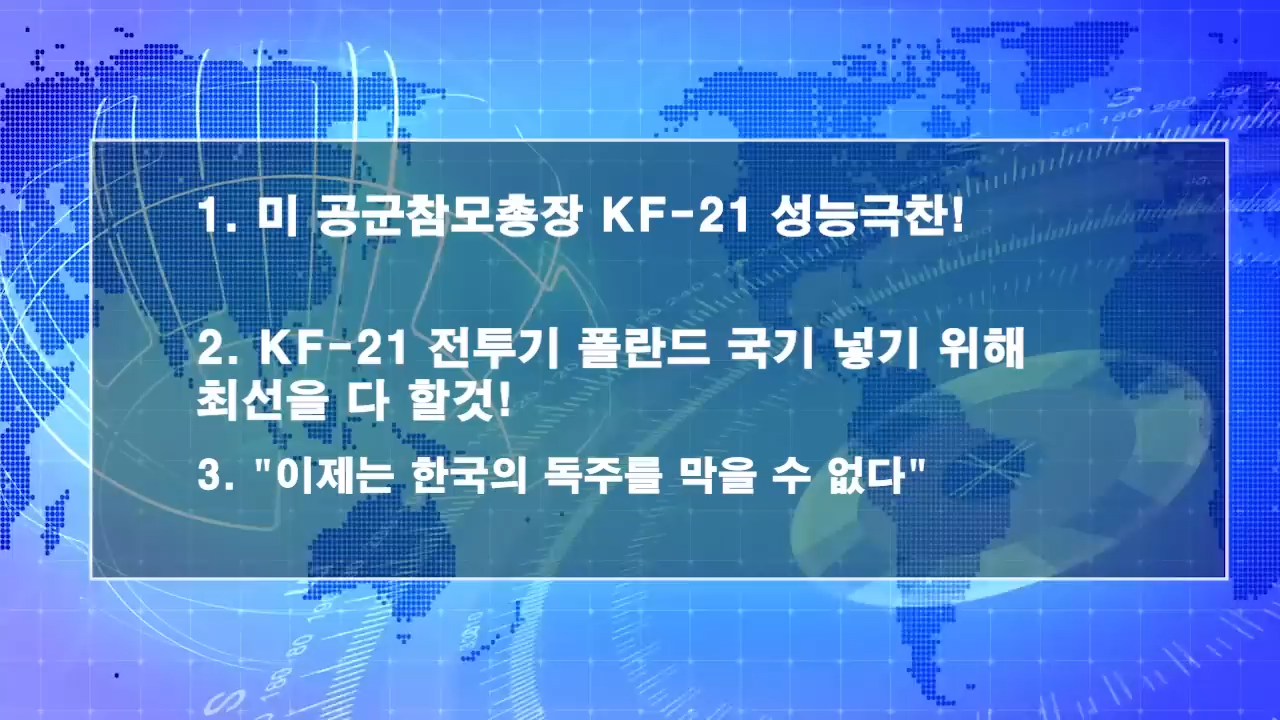 1. 미 공군참모총장 KF-21 성능극찬!
2. KF-21 전투기 폴란드 국기 넣기 위해
최선을 다 할것!
3. "이제는 한국의 독주를 막을 수 없다"